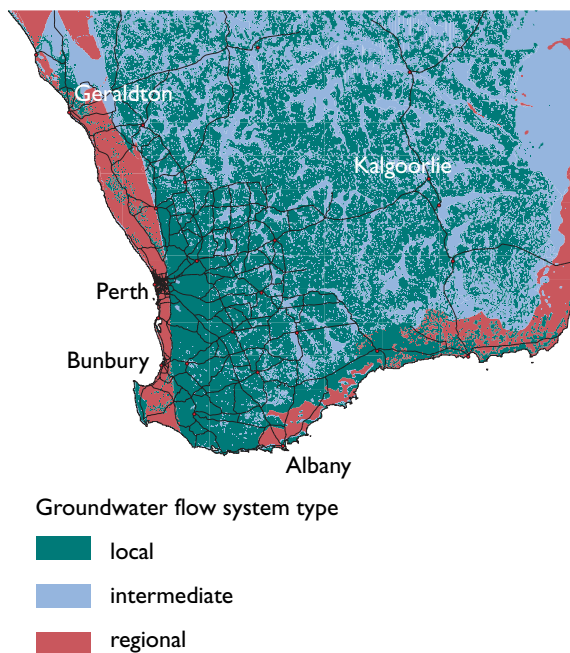 Geraldton
Kalgoorlie
Perth
Bunbury
Albany
Groundwater flow system type
local
intermediate
regional